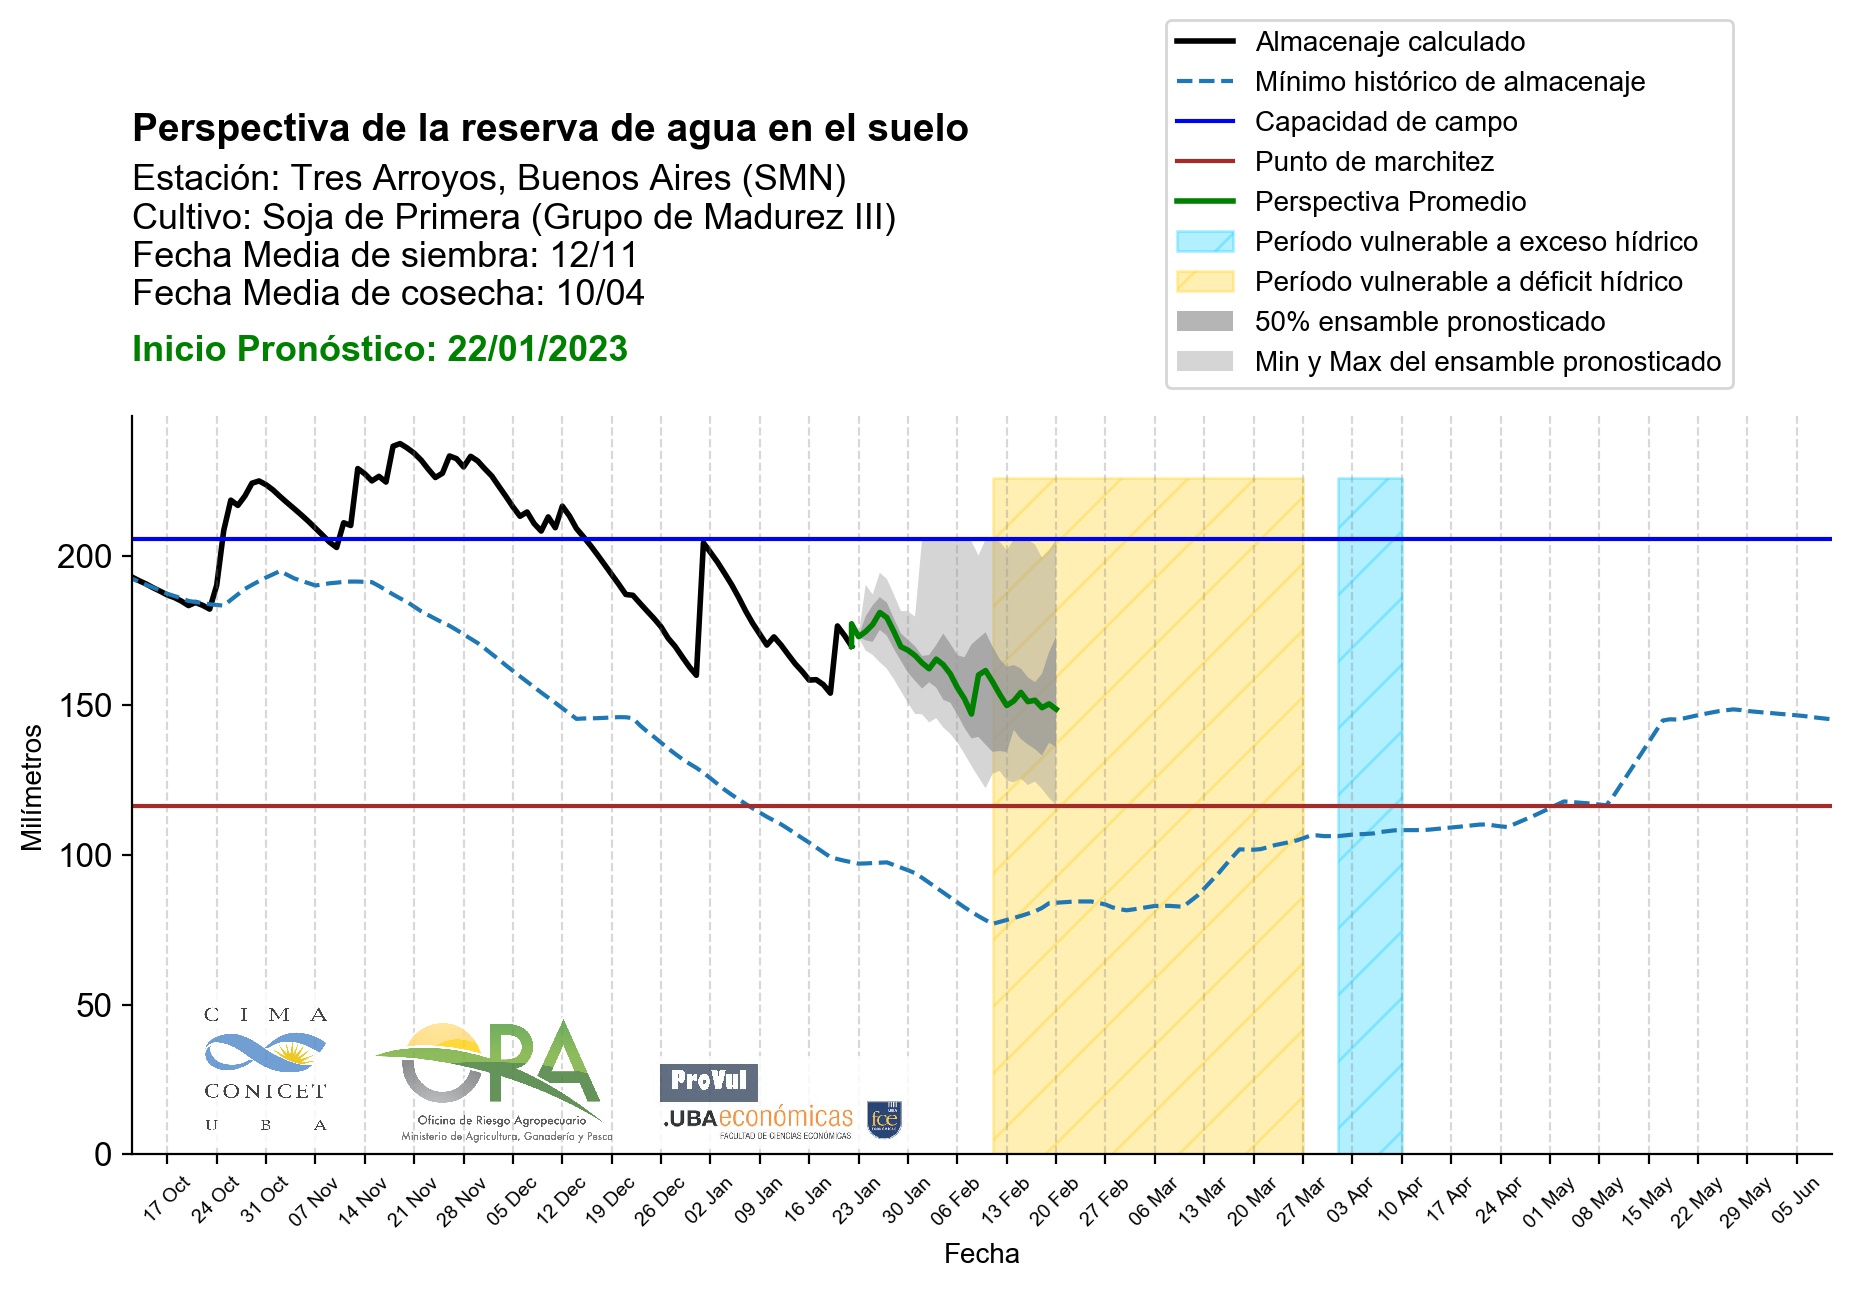 Almacenaje calculado
Mínimo histórico de almacenaje
Capacidad de campo
Punto de marchitez
Perspectiva Promedio
Período vulnerable a exceso hídrico
Período vulnerable a déficit hídrico
50% ensamble pronosticado
Min y Max del ensamble pronosticado
Perspectiva de la reserva de agua en el suelo
Estación: Tres Arroyos, Buenos Aires (SMN)
Cultivo: Soja de Primera (Grupo de Madurez III)
Fecha Media de siembra: 12/11
Fecha Media de cosecha: 10/04
Inicio Pronóstico: 22/01/2023
Milímetros
200
150
100
50
0
CIMA
CONICET
UBA
ORA
Oficina de Riesgo Agropecuario
Ministerio de Agricultura, Ganadería y Pesca
ProVul
.UBAeconómicas
FACULTAD DE CIENCIAS ECONÓMICAS
UBA
fce
ECONÓMICAS
17 Oct
24 Oct
31 Oct
07 Nov
14 Nov
21 Nov
28 Nov
05 Dec
12 Dec
19 Dec
26 Dec
02 Jan
09 Jan
16 Jan
23 Jan
30 Jan
06 Feb
13 Feb
20 Feb
27 Feb
06 Mar
13 Mar
20 Mar
27 Mar
03 Apr
10 Apr
17 Apr
24 Apr
01 May
08 May
15 May
22 May
29 May
05 Jun
Fecha